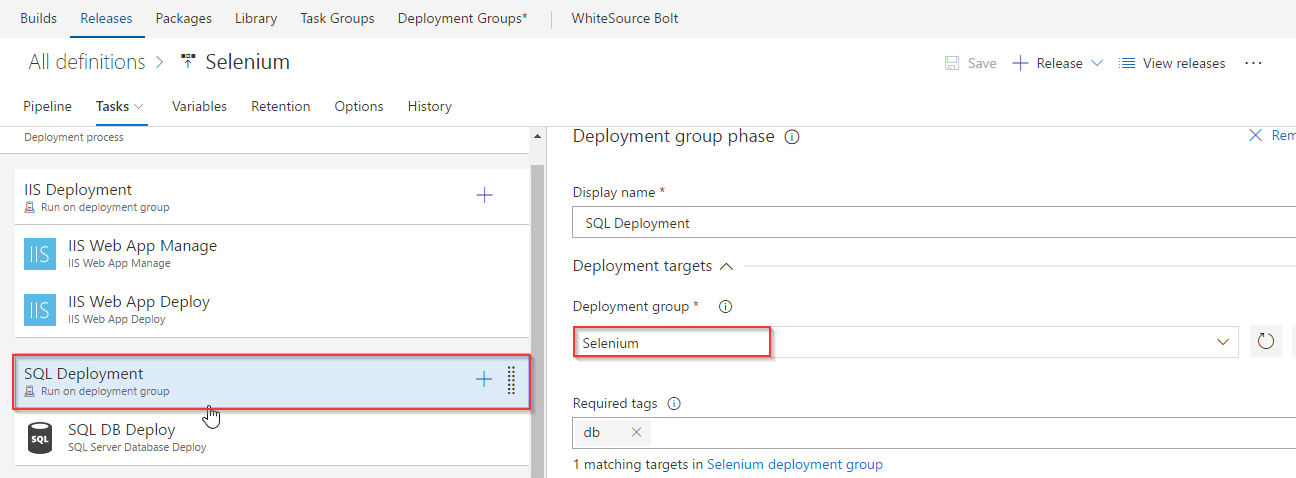 Builds Releases Packages Library Task Groups Deployment Groups* WhiteSource Bolt
All definitions > Selenium
Save Release View releases ...
Pipeline Tasks Variables Retention Options History
Deployment process
IIS Deployment
Run on deployment group
IIS
IIS Web App Manage
IIS Web App Manage
IIS
IIS Web App Deploy
IIS Web App Deploy
SQL Deployment
Run on deployment group
SQL
SQL DB Deploy
SQL Server Database Deploy
Deployment group phase
Rem
Display name *
SQL Deployment
Deployment targets
Deployment group *
Selenium
Required tags
db
1 matching targets in Selenium deployment group